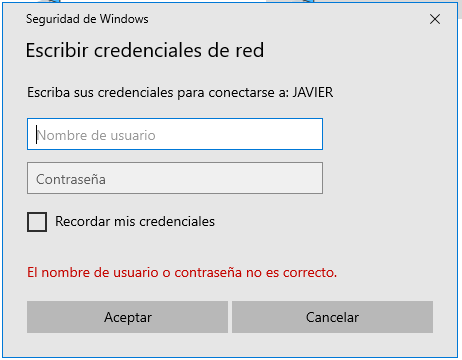 Seguridad de Windows
Escribir credenciales de red
Escriba sus credenciales para conectarse a: JAVIER
Nombre de usuario
Contraseña
Recordar mis credenciales
El nombre de usuario o contraseña no es correcto.
Aceptar
Cancelar